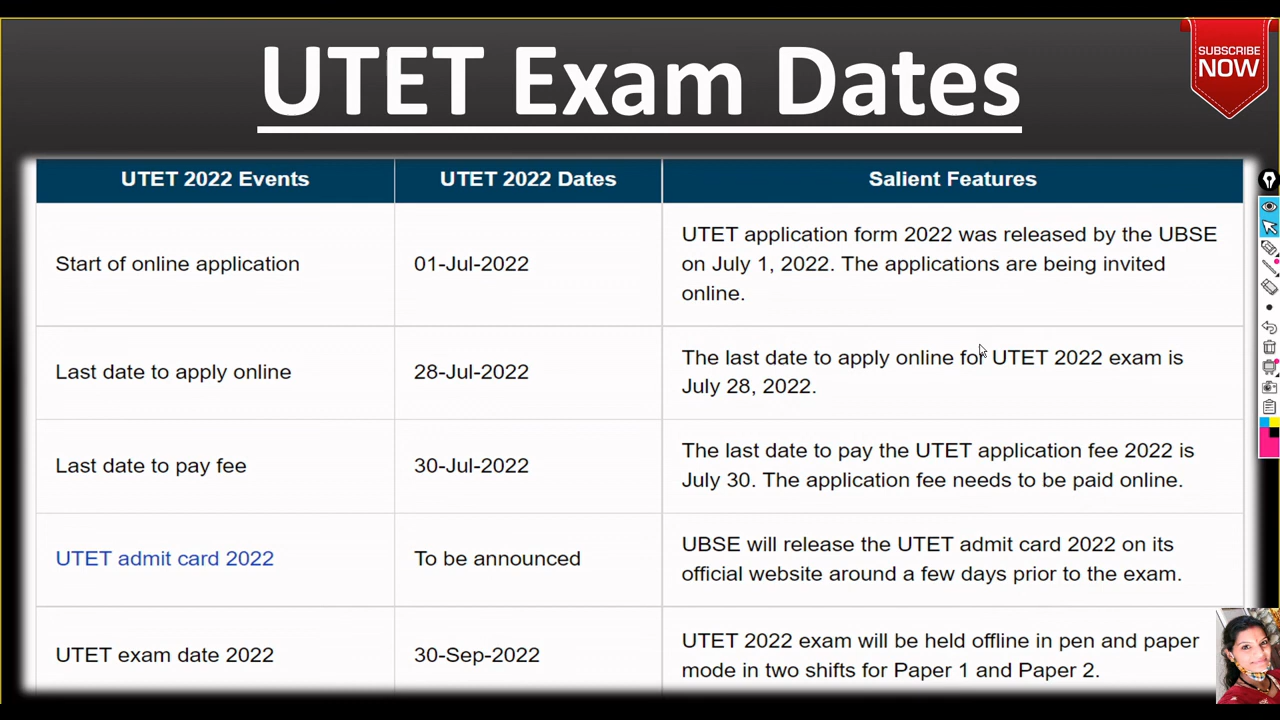 UTET Exam Dates
SUBSCRIBE
NOW
UTET 2022 Events
UTET 2022 Dates
Salient Features
Start of online application
01-Jul-2022
UTET application form 2022 was released by the UBSE
on July 1, 2022. The applications are being invited
online.
Last date to apply online
28-Jul-2022
The last date to apply online for UTET 2022 exam is
July 28, 2022.
Last date to pay fee
30-Jul-2022
The last date to pay the UTET application fee 2022 is
July 30. The application fee needs to be paid online.
UTET admit card 2022
To be announced
UBSE will release the UTET admit card 2022 on its
official website around a few days prior to the exam.
UTET exam date 2022
30-Sep-2022
UTET 2022 exam will be held offline in pen and paper
mode in two shifts for Paper 1 and Paper 2.